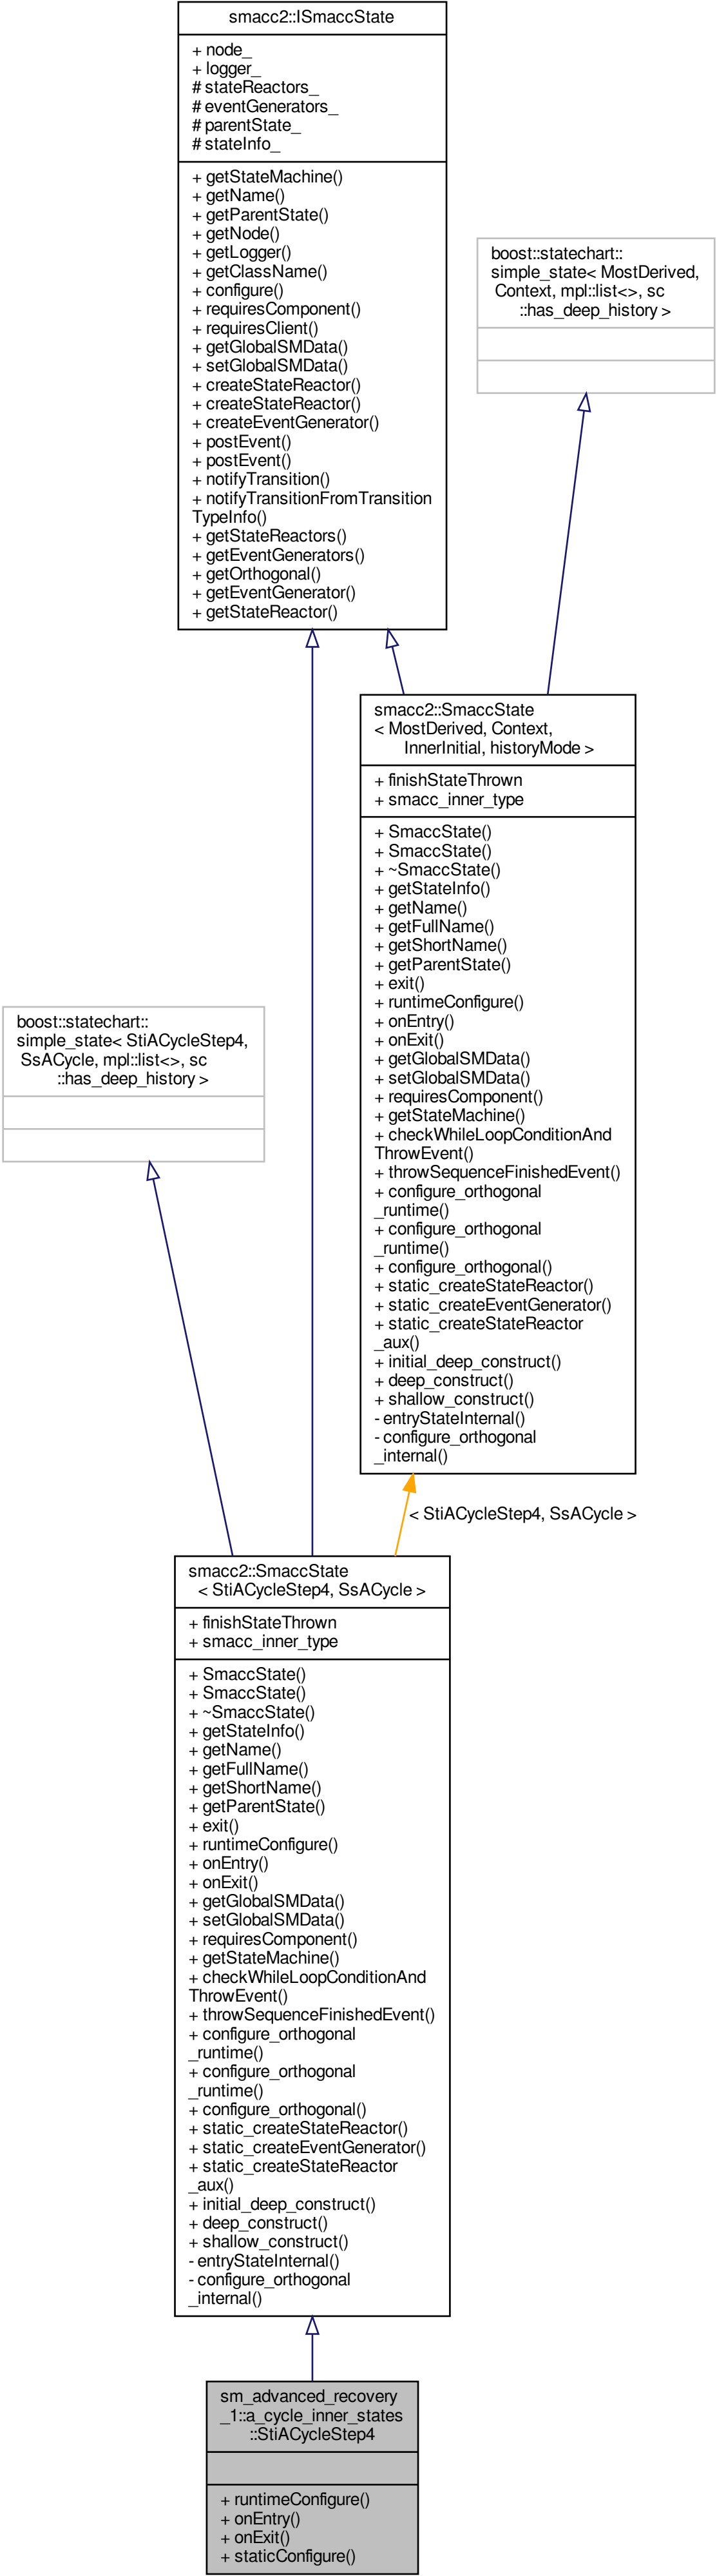 smacc2::ISmaccState
+ node_
+ logger_
# stateReactors_
# eventGenerators_
# parentState_
# stateInfo_
+ getStateMachine()
+ getName()
+ getParentState()
+ getNode()
+ getLogger()
+ getClassName()
+ configure()
+ requiresComponent()
+ requiresClient()
+ getGlobalSMData()
+ setGlobalSMData()
+ createStateReactor()
+ createStateReactor()
+ createEventGenerator()
+ postEvent()
+ postEvent()
+ notifyTransition()
+ notifyTransitionFromTransition
TypeInfo()
+ getStateReactors()
+ getEventGenerators()
+ getOrthogonal()
+ getEventGenerator()
+ getStateReactor()
boost::statechart::
simple_state< MostDerived,
Context, mpl::list<>, sc
::has_deep_history >
smacc2::SmaccState
< MostDerived, Context,
InnerInitial, historyMode >
+ finishStateThrown
+ smacc_inner_type
+ SmaccState()
+ SmaccState()
+ ~SmaccState()
+ getStateInfo()
+ getName()
+ getFullName()
+ getShortName()
+ getParentState()
+ exit()
+ runtimeConfigure()
+ onEntry()
+ onExit()
+ getGlobalSMData()
+ setGlobalSMData()
+ requiresComponent()
+ getStateMachine()
+ checkWhileLoopConditionAnd
ThrowEvent()
+ throwSequenceFinishedEvent()
+ configure_orthogonal
_runtime()
+ configure_orthogonal
_runtime()
+ configure_orthogonal()
+ static_createStateReactor()
+ static_createEventGenerator()
+ static_createStateReactor
_aux()
+ initial_deep_construct()
+ deep_construct()
+ shallow_construct()
- entryStateInternal()
- configure_orthogonal
_internal()
boost::statechart::
simple_state< StiACycleStep4,
SsACycle, mpl::list<>, sc
::has_deep_history >
< StiACycleStep4, SsACycle >
smacc2::SmaccState
< StiACycleStep4, SsACycle >
+ finishStateThrown
+ smacc_inner_type
+ SmaccState()
+ SmaccState()
+ ~SmaccState()
+ getStateInfo()
+ getName()
+ getFullName()
+ getShortName()
+ getParentState()
+ exit()
+ runtimeConfigure()
+ onEntry()
+ onExit()
+ getGlobalSMData()
+ setGlobalSMData()
+ requiresComponent()
+ getStateMachine()
+ checkWhileLoopConditionAnd
ThrowEvent()
+ throwSequenceFinishedEvent()
+ configure_orthogonal
_runtime()
+ configure_orthogonal
_runtime()
+ configure_orthogonal()
+ static_createStateReactor()
+ static_createEventGenerator()
+ static_createStateReactor
_aux()
+ initial_deep_construct()
+ deep_construct()
+ shallow_construct()
- entryStateInternal()
- configure_orthogonal
_internal()
sm_advanced_recovery
_1::a_cycle_inner_states
::StiACycleStep4
+ runtimeConfigure()
+ onEntry()
+ onExit()
+ staticConfigure()